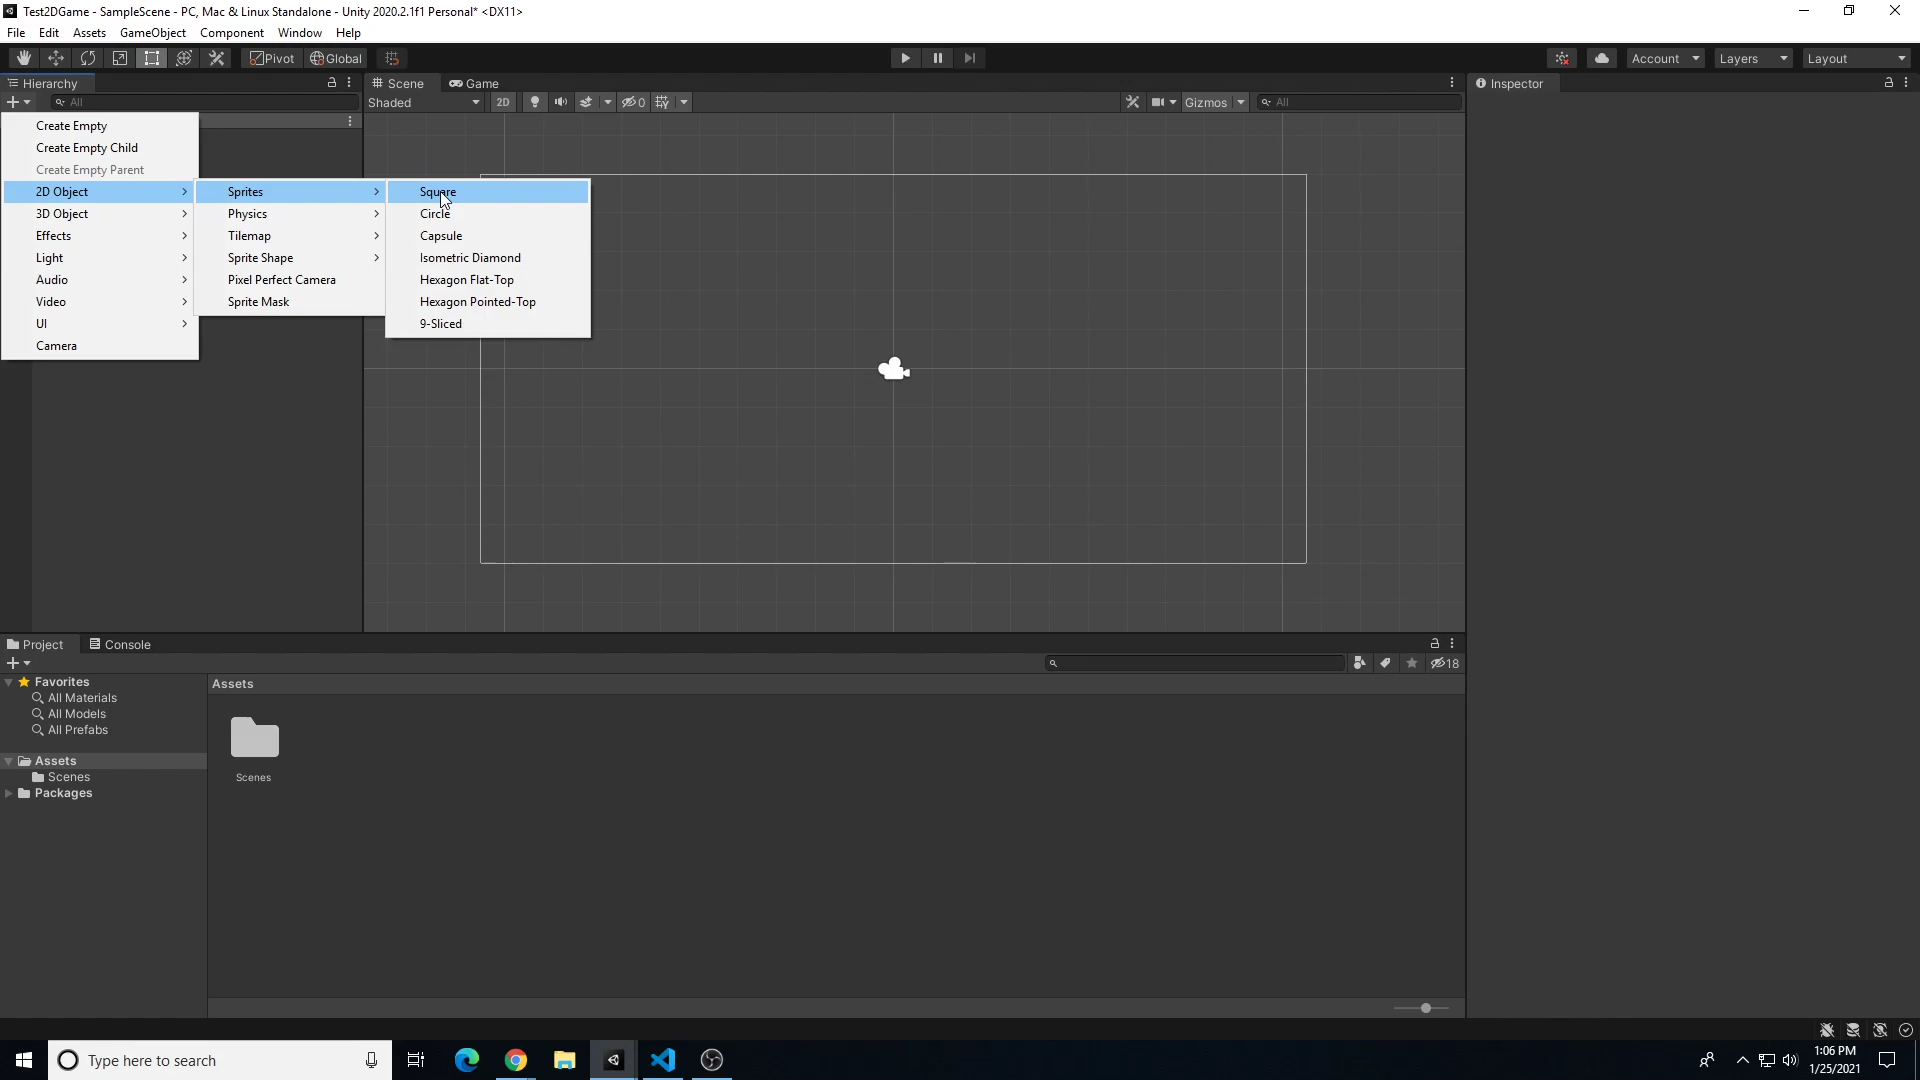 Test2DGame - SampleScene - PC, Mac & Linux Standalone - Unity 2020.2.1f1 Personal* <DX11>
File Edit Assets GameObject Component Window Help
Pivot Global Account Layers Layout
Hierarchy Scene Game Inspector
All Shaded 2D 0 Gizmos All
Create Empty
Create Empty Child
Create Empty Parent
2D Object
3D Object
Effects
Light
Audio
Video
UI
Camera
Sprites
Physics
Tilemap
Sprite Shape
Pixel Perfect Camera
Sprite Mask
Square
Circle
Capsule
Isometric Diamond
Hexagon Flat-Top
Hexagon Pointed-Top
9-Sliced
Project Console
18
Favorites
All Materials
All Models
All Prefabs
Assets
Scenes
Packages
Assets
Scenes
Type here to search
1:06 PM
1/25/2021